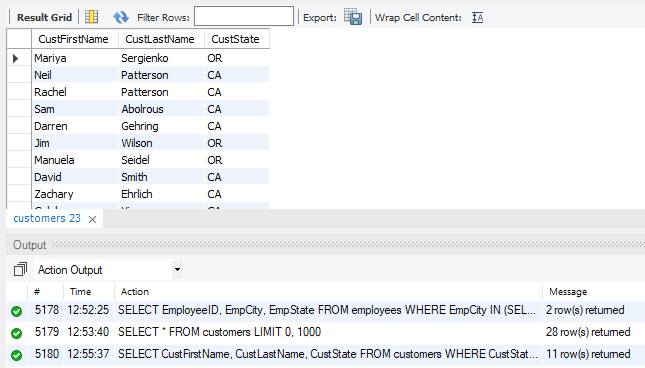 Result Grid Filter Rows: Export: Wrap Cell Content:
CustFirstName CustLastName CustState
Mariya Sergienko OR
Neil Patterson CA
Rachel Patterson CA
Sam Abolrous CA
Darren Gehring CA
Jim Wilson OR
Manuela Seidel OR
David Smith CA
Zachary Ehrlich CA
customers 23
Output
Action Output
# Time Action Message
5178 12:52:25 SELECT EmployeeID, EmpCity, EmpState FROM employees WHERE EmpCity IN (SEL... 2 row(s) returned
5179 12:53:40 SELECT * FROM customers LIMIT 0, 1000 28 row(s) returned
5180 12:55:37 SELECT CustFirstName, CustLastName, CustState FROM customers WHERE CustStat... 11 row(s) returned